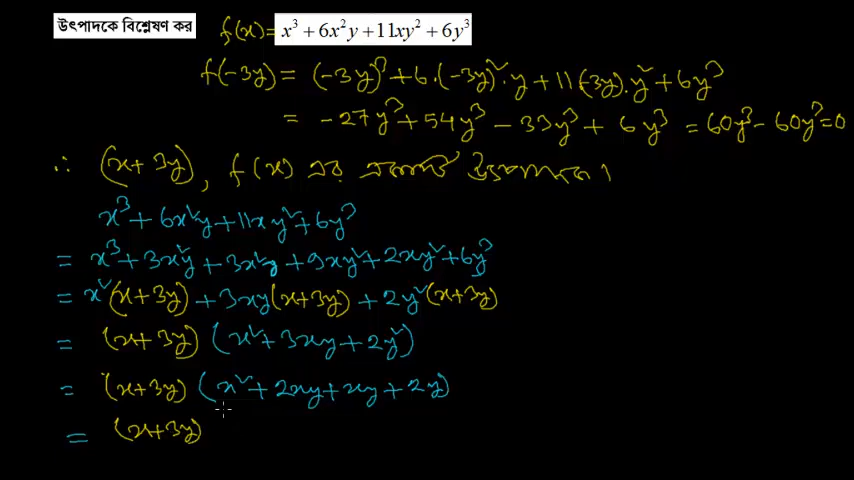 উৎপাদকে বিশ্লেষণ কর f(x)= x³ + 6x²y + 11xy² + 6y³
f(-3y) = (-3y)³ + 6.(-3y)².y + 11(-3y).y² + 6y³
= -27y³ + 54y³ - 33y³ + 6y³ = 60y³ - 60y³ = 0
∴ (x+3y), f(x) এর একটি উৎপাদক।
x³ + 6x²y + 11xy² + 6y³
= x³ + 3x²y + 3x²y + 9xy² + 2xy² + 6y³
= x²(x+3y) + 3xy(x+3y) + 2y²(x+3y)
= (x+3y) (x² + 3xy + 2y²)
= (x+3y) (x² + 2xy + xy + 2y)
= (x+3y)